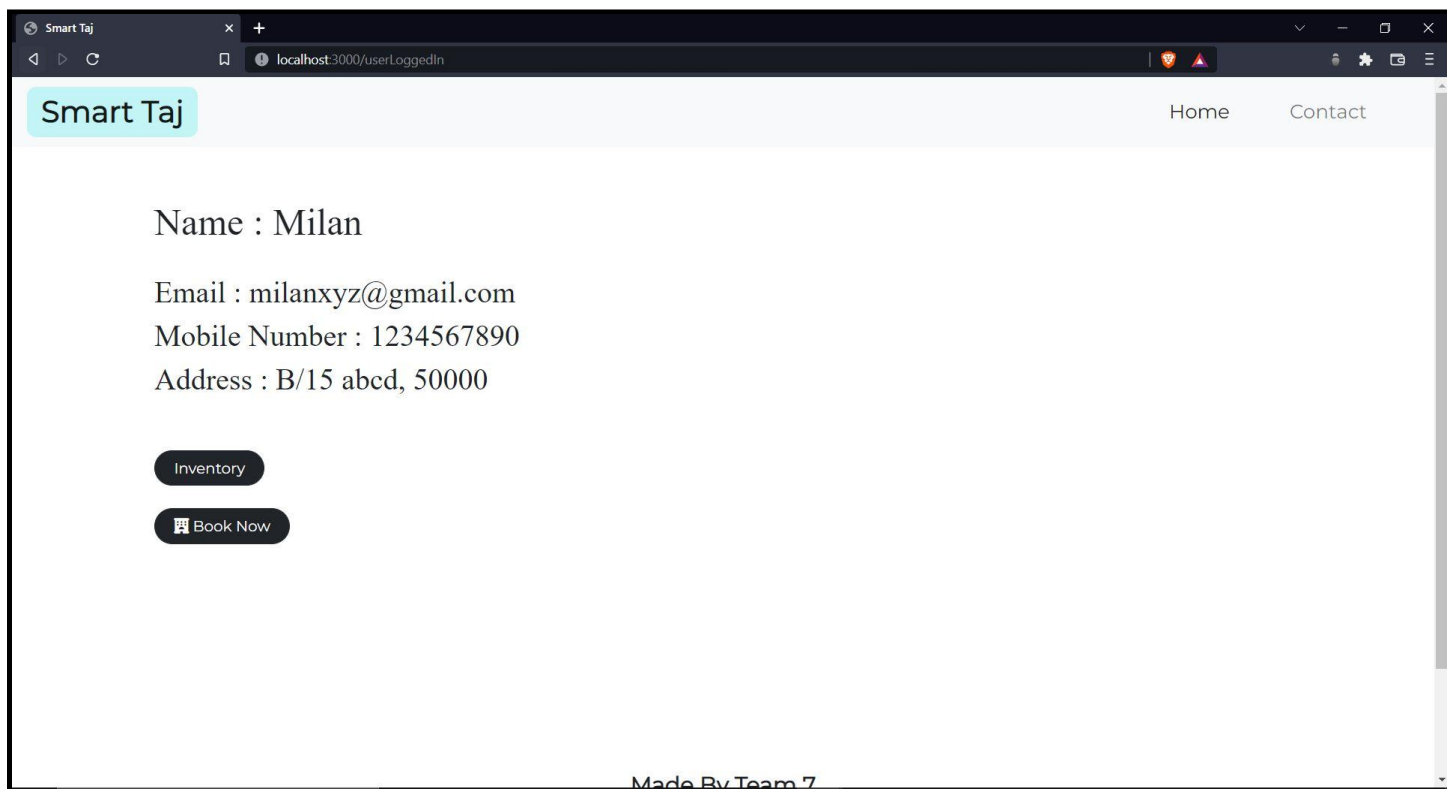 Smart Taj
localhost:3000/userLoggedIn
Smart Taj
Home Contact
Name : Milan
Email : milanxyz@gmail.com
Mobile Number : 1234567890
Address : B/15 abcd, 50000
Inventory
Book Now
Made By Team 7